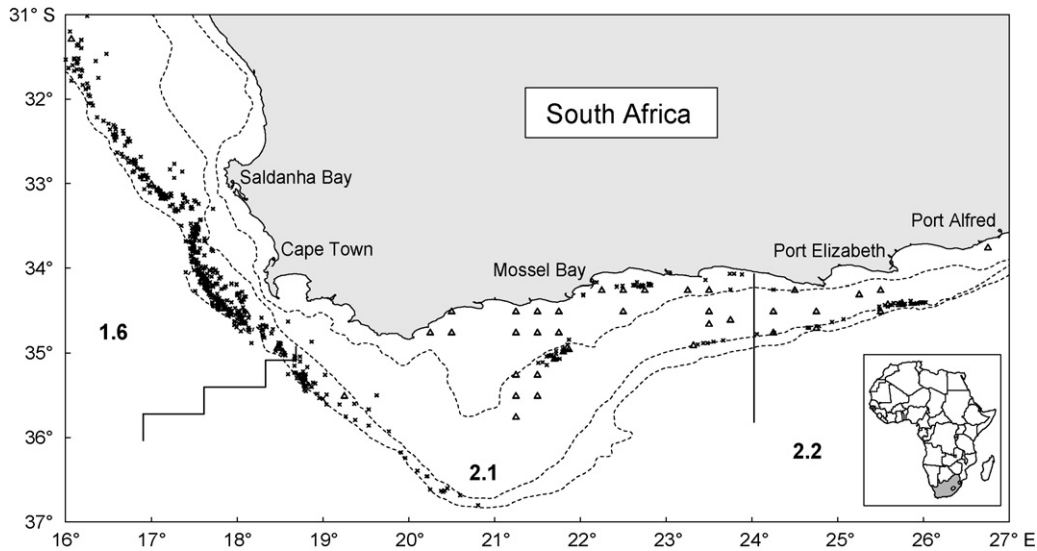 31° S
32°
33°
34°
35°
36°
37°
South Africa
Saldanha Bay
Cape Town
Mossel Bay
Port Elizabeth
Port Alfred
1.6
2.1
2.2
16° 17° 18° 19° 20° 21° 22° 23° 24° 25° 26° 27° E